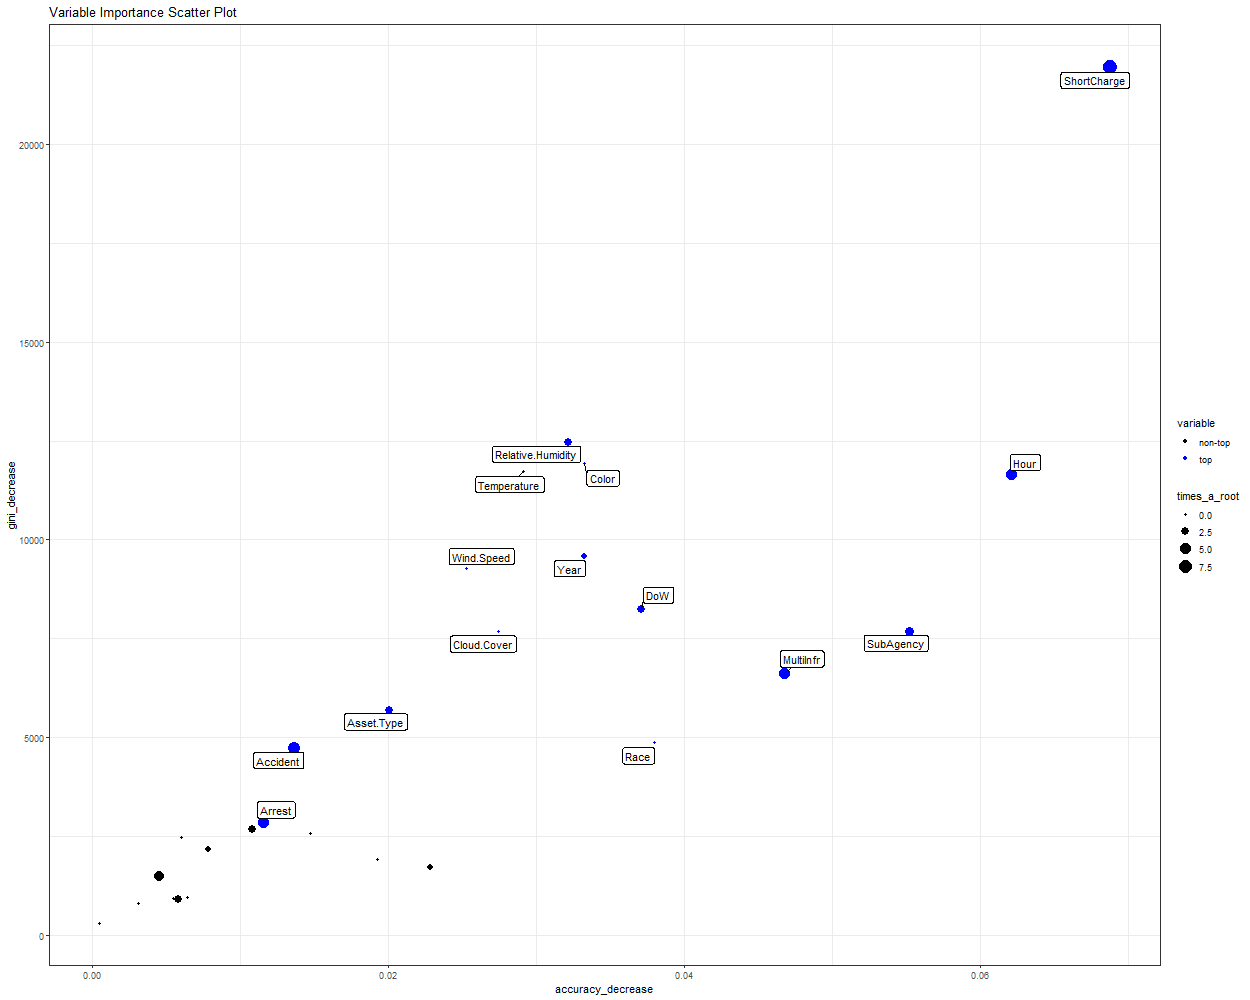 Variable Importance Scatter Plot
ShortCharge
20000
15000
Relative.Humidity
Temperature
Color
Hour
variable
non-top
top
gini_decrease
times_a_root
0.0
2.5
5.0
7.5
10000
Wind.Speed
Year
DoW
Cloud.Cover
SubAgency
MultiInfr
Asset.Type
5000
Accident
Race
Arrest
0
0.00
0.02
0.04
0.06
accuracy_decrease